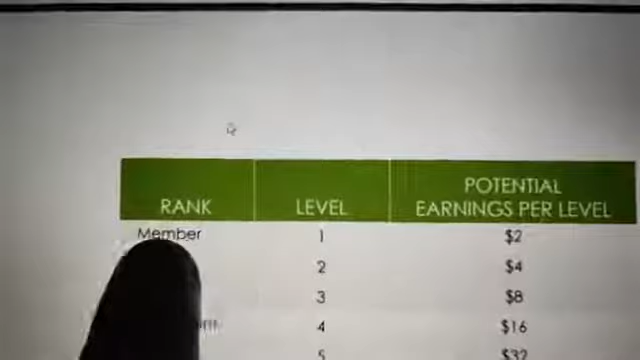 RANK LEVEL POTENTIAL EARNINGS PER LEVEL
Member 1 $2
2 $4
3 $8
4 $16
5 $32